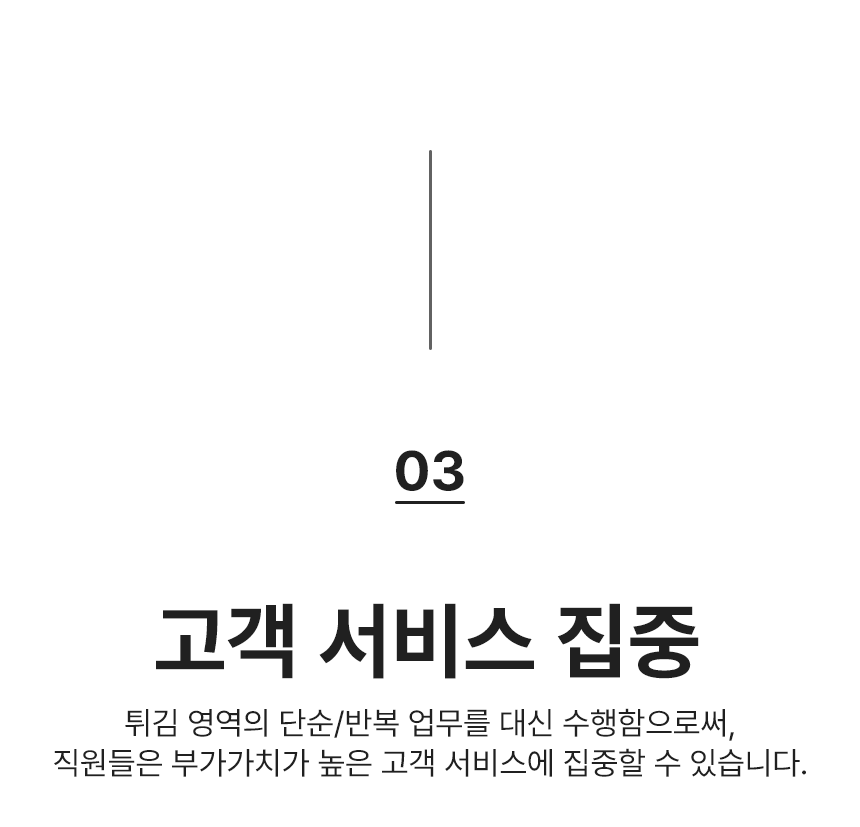 03
고객 서비스 집중
튀김 영역의 단순/반복 업무를 대신 수행함으로써,
직원들은 부가가치가 높은 고객 서비스에 집중할 수 있습니다.